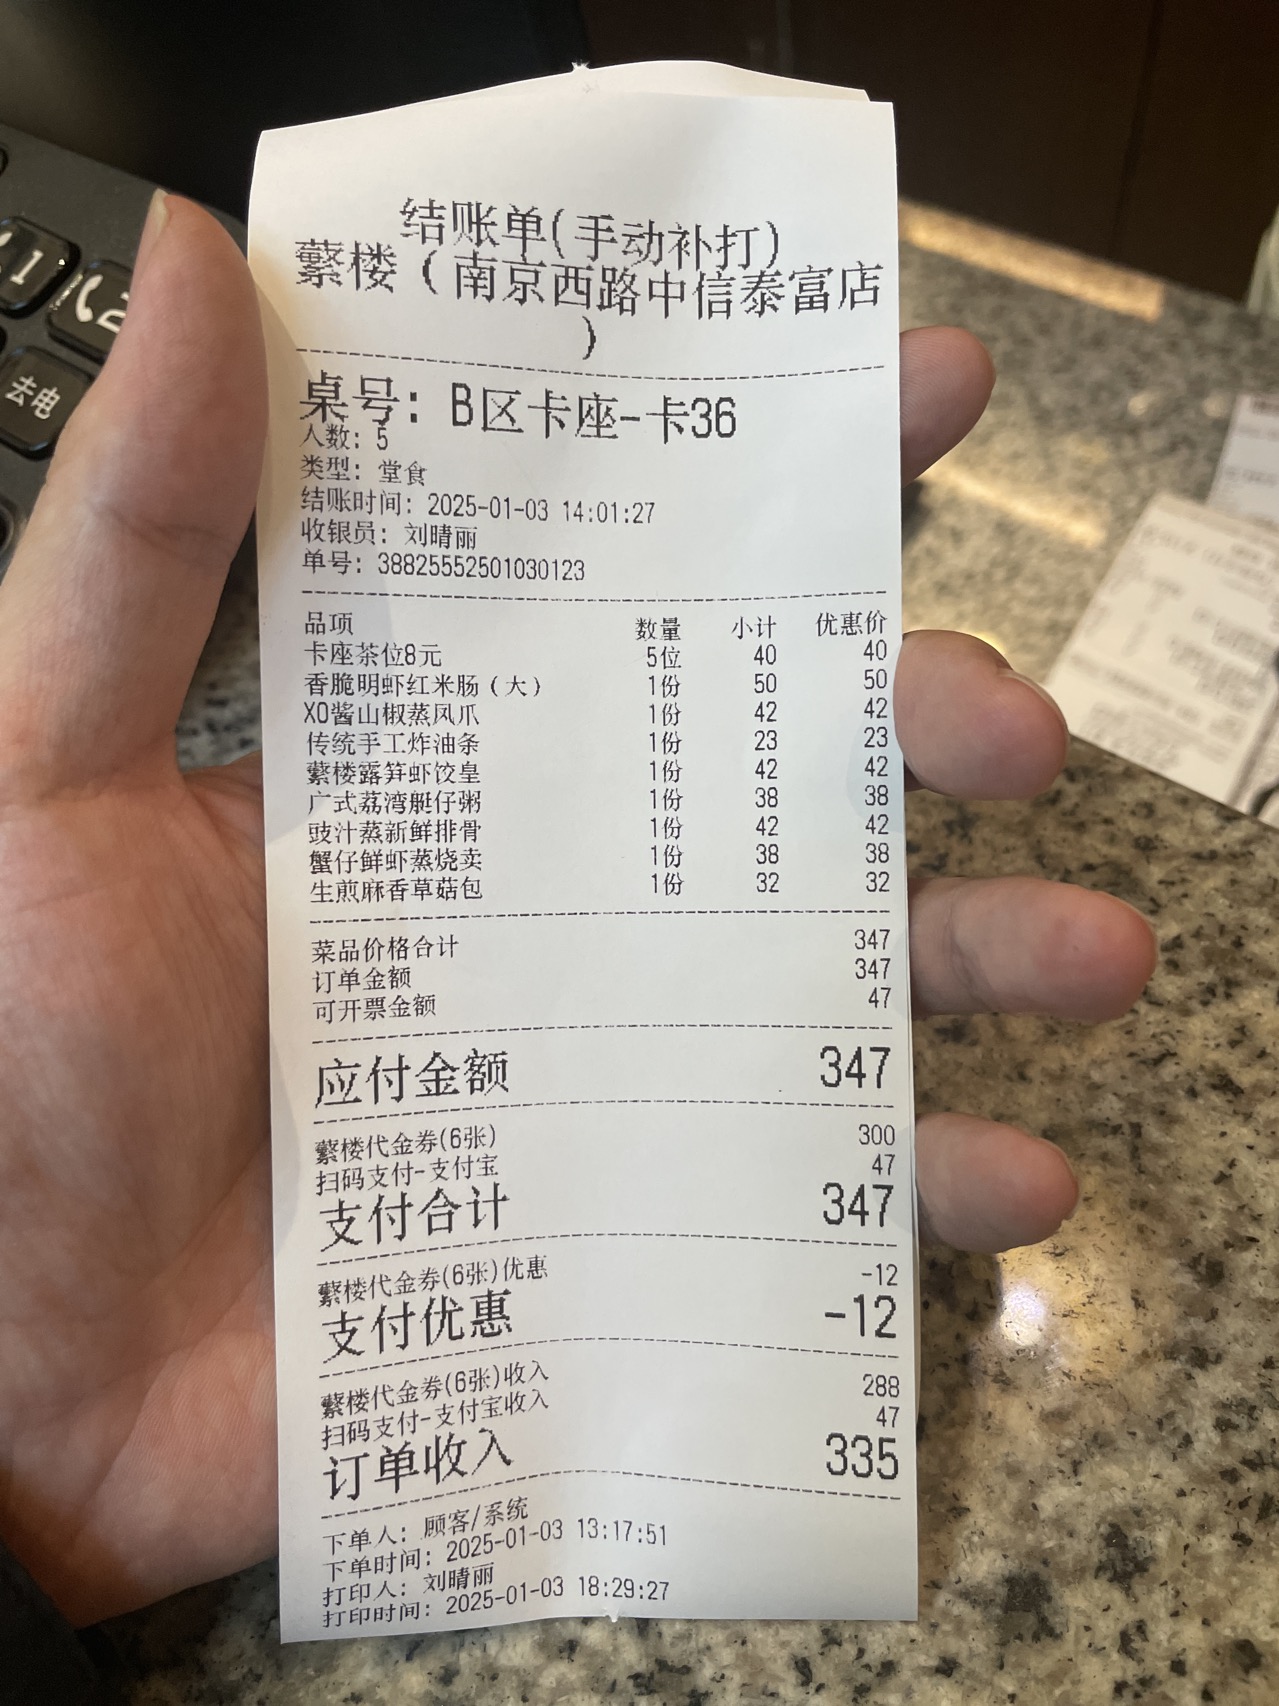 1
去电
结账单(手动补打)
蘩楼（南京西路中信泰富店
）
桌号: B区卡座-卡36
人数: 5
类型: 堂食
结账时间: 2025-01-03 14:01:27
收银员: 刘晴丽
单号: 38825552501030123
品项 数量 小计 优惠价
卡座茶位8元 5位 40 40
香脆明虾红米肠（大） 1份 50 50
XO酱山椒蒸凤爪 1份 42 42
传统手工炸油条 1份 23 23
蘩楼露笋虾饺皇 1份 42 42
广式荔湾艇仔粥 1份 38 38
豉汁蒸新鲜排骨 1份 42 42
蟹仔鲜虾蒸烧卖 1份 38 38
生煎麻香草菇包 1份 32 32
菜品价格合计 347
订单金额 347
可开票金额 47
应付金额 347
蘩楼代金券(6张) 300
扫码支付-支付宝 47
支付合计 347
蘩楼代金券(6张)优惠 -12
支付优惠 -12
蘩楼代金券(6张)收入 288
扫码支付-支付宝收入 47
订单收入 335
下单人: 顾客/系统
下单时间: 2025-01-03 13:17:51
打印人: 刘晴丽
打印时间: 2025-01-03 18:29:27